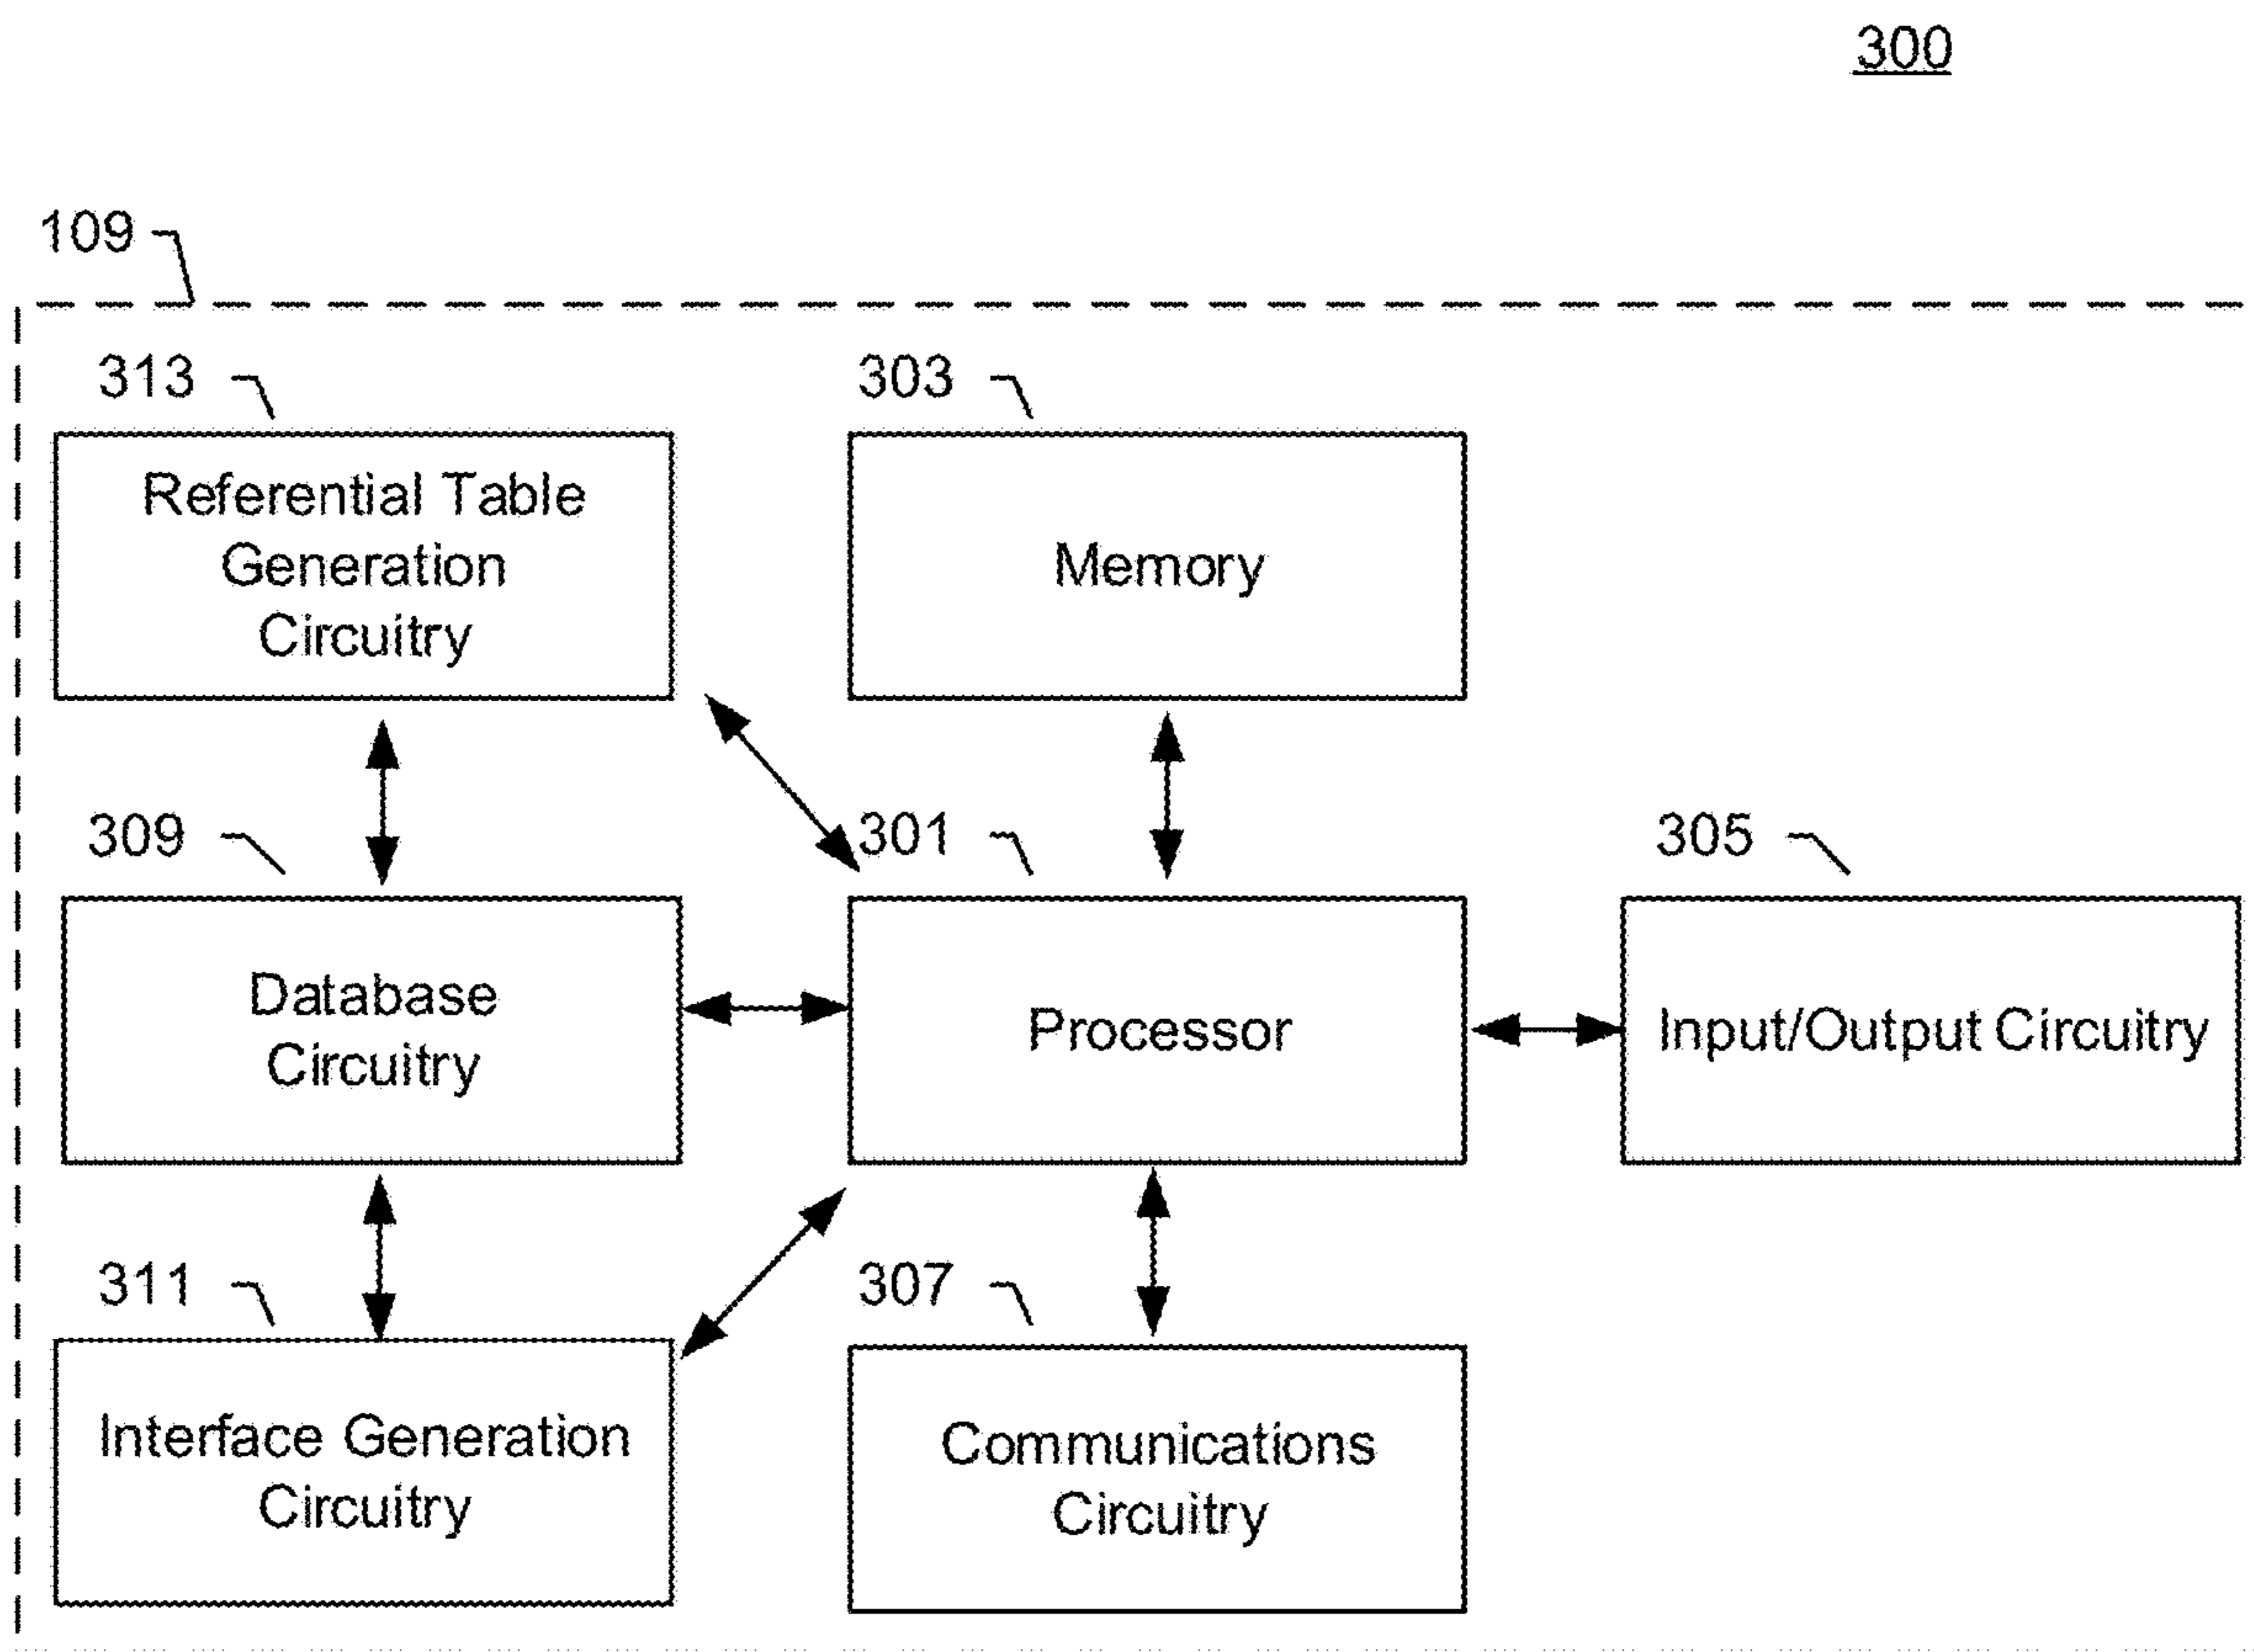 300
109
313
303
Referential Table
Generation
Circuitry
Memory
309
301
305
Database
Circuitry
Processor
Input/Output Circuitry
311
307
Interface Generation
Circuitry
Communications
Circuitry